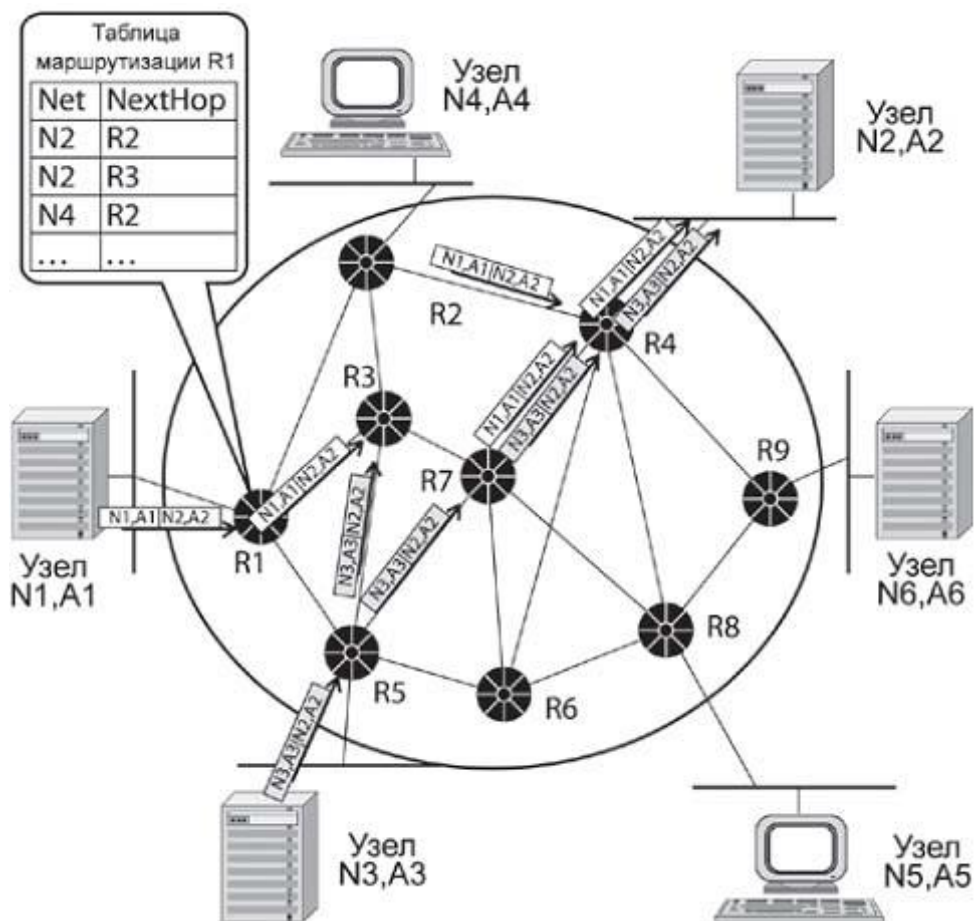 Таблица
маршрутизации R1
Net NextHop
N2 R2
N2 R3
N4 R2
... ...
Узел
N4,A4
Узел
N2,A2
N1,A1|N2,A2
N3,A3|N2,A2
N1,A1|N2,A2
R2
R4
R3
N1,A1|N2,A2
N3,A3|N2,A2
N1,A1|N2,A2
R7
R9
N1,A1|N2,A2
R1
N3,A3|N2,A2
N3,A3|N2,A2
Узел
N1,A1
Узел
N6,A6
R5
R6
R8
N3,A3|N2,A2
Узел
N3,A3
Узел
N5,A5